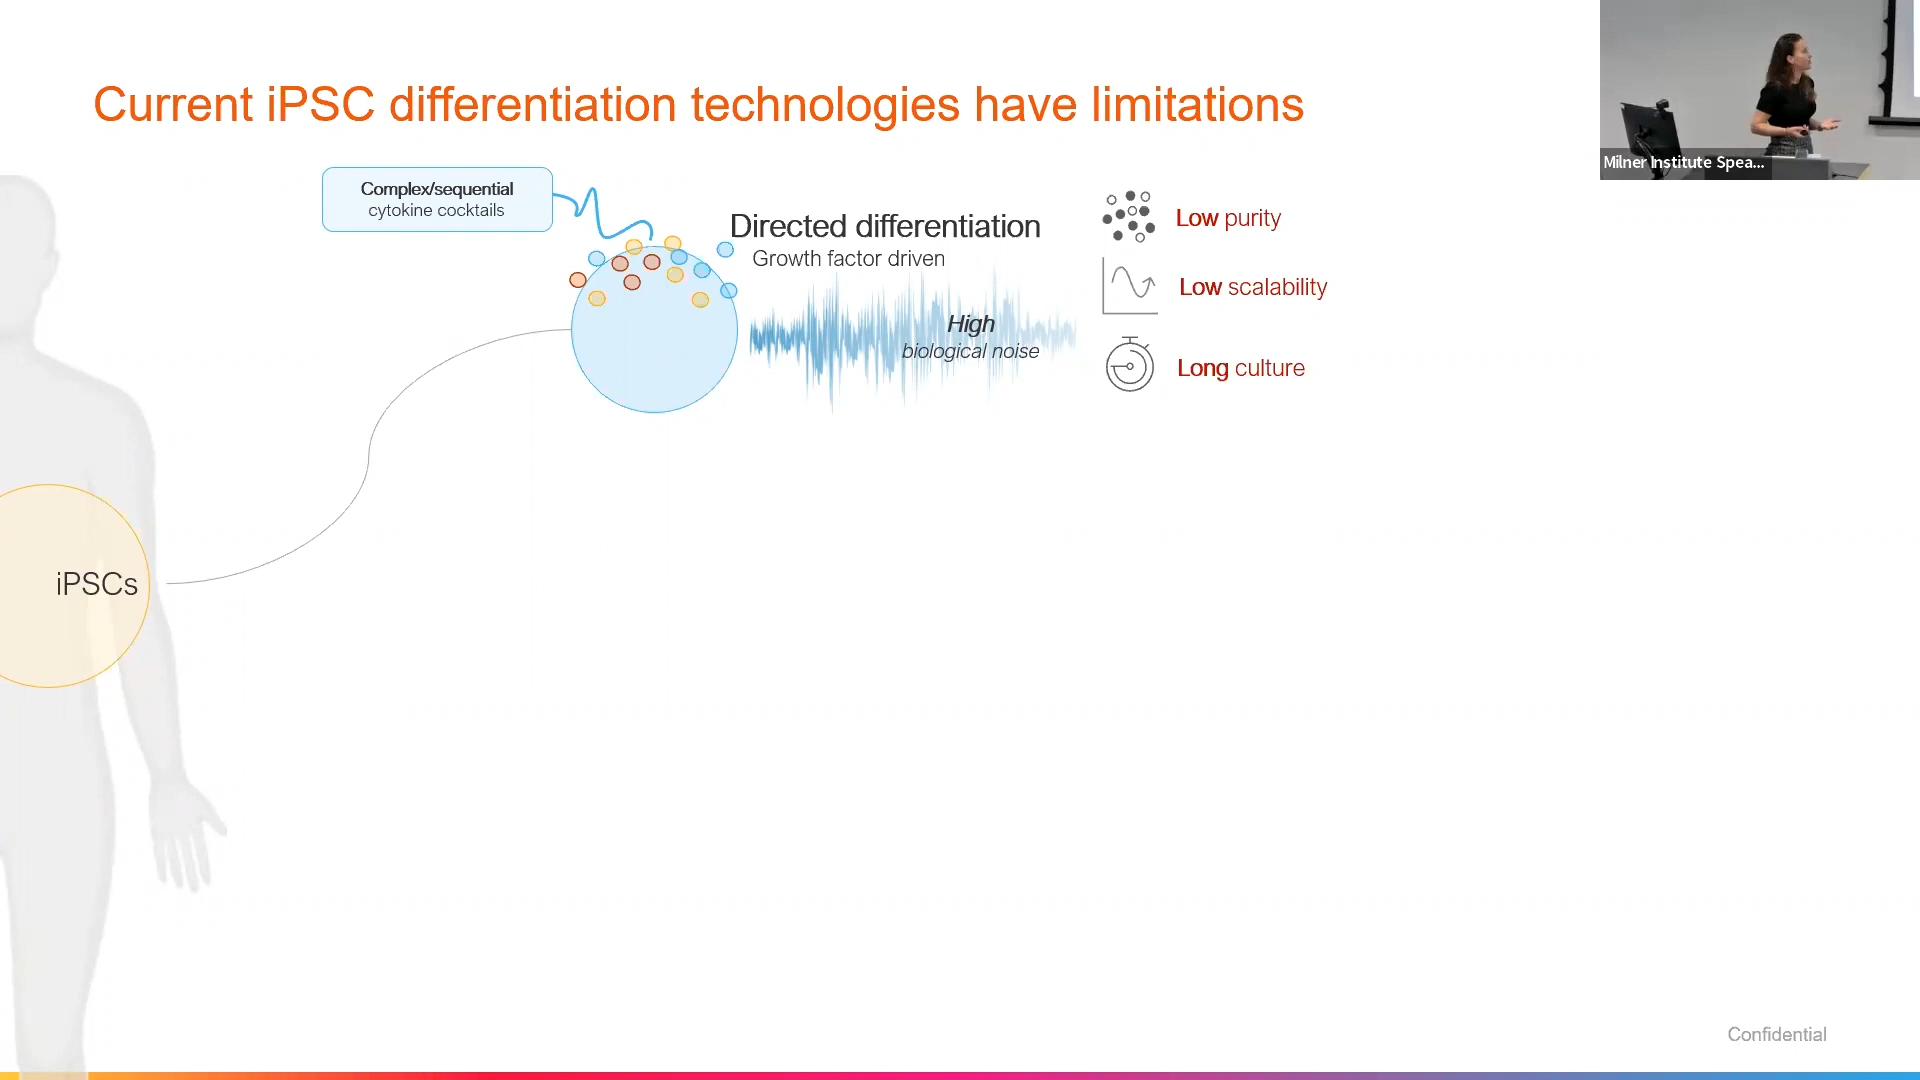 Current iPSC differentiation technologies have limitations
Milner Institute Spea...
Complex/sequential
cytokine cocktails
Directed differentiation
Growth factor driven
High
biological noise
Low purity
Low scalability
Long culture
iPSCs
Confidential